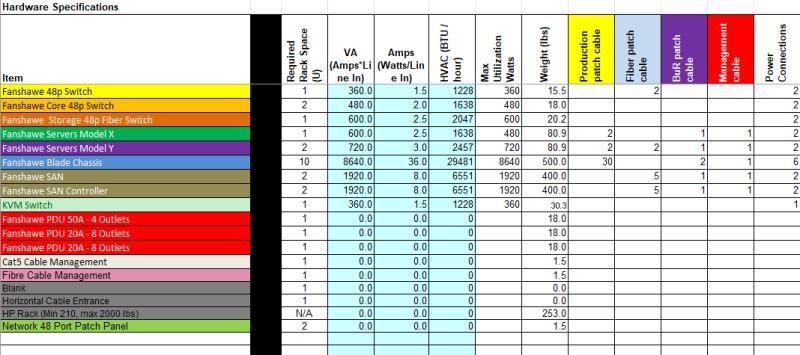 Hardware Specifications
Item Required Rack Space (U) VA (Amps*Line In) Amps (Watts/Line In) HVAC (BTU / hour) Max Utilization Watts Weight (lbs) Production patch cable Fiber patch cable BuR patch cable Management cable Power Connections
Fanshawe 48p Switch 1 360.0 1.5 1228 360 15.5 2 2
Fanshawe Core 48p Switch 2 480.0 2.0 1638 480 18.0 2
Fanshawe Storage 48p Fiber Switch 1 600.0 2.5 2047 600 20.2 2
Fanshawe Servers Model X 1 600.0 2.5 1638 480 80.9 2 1 1 2
Fanshawe Servers Model Y 2 720.0 3.0 2457 720 80.9 2 2 1 1 2
Fanshawe Blade Chassis 10 8640.0 36.0 29481 8640 500.0 30 2 1 6
Fanshawe SAN 2 1920.0 8.0 6551 1920 400.0 5 1 1 2
Fanshawe SAN Controller 2 1920.0 8.0 6551 1920 400.0 5 1 1 2
KVM Switch 1 360.0 1.5 1228 360 30.3 1
Fanshawe PDU 50A - 4 Outlets 1 0.0 0.0 0 18.0
Fanshawe PDU 20A - 8 Outlets 1 0.0 0.0 0 18.0
Fanshawe PDU 20A - 8 Outlets 1 0.0 0.0 0 18.0
Cat5 Cable Management 1 0.0 0.0 0 1.5
Fibre Cable Management 1 0.0 0.0 0 1.5
Blank 1 0.0 0.0 0 0.0
Horizontal Cable Entrance 1 0.0 0.0 0 0.0
HP Rack (Min 210, max 2000 lbs) N/A 0.0 0.0 0 253.0
Network 48 Port Patch Panel 2 0.0 0.0 0 1.5